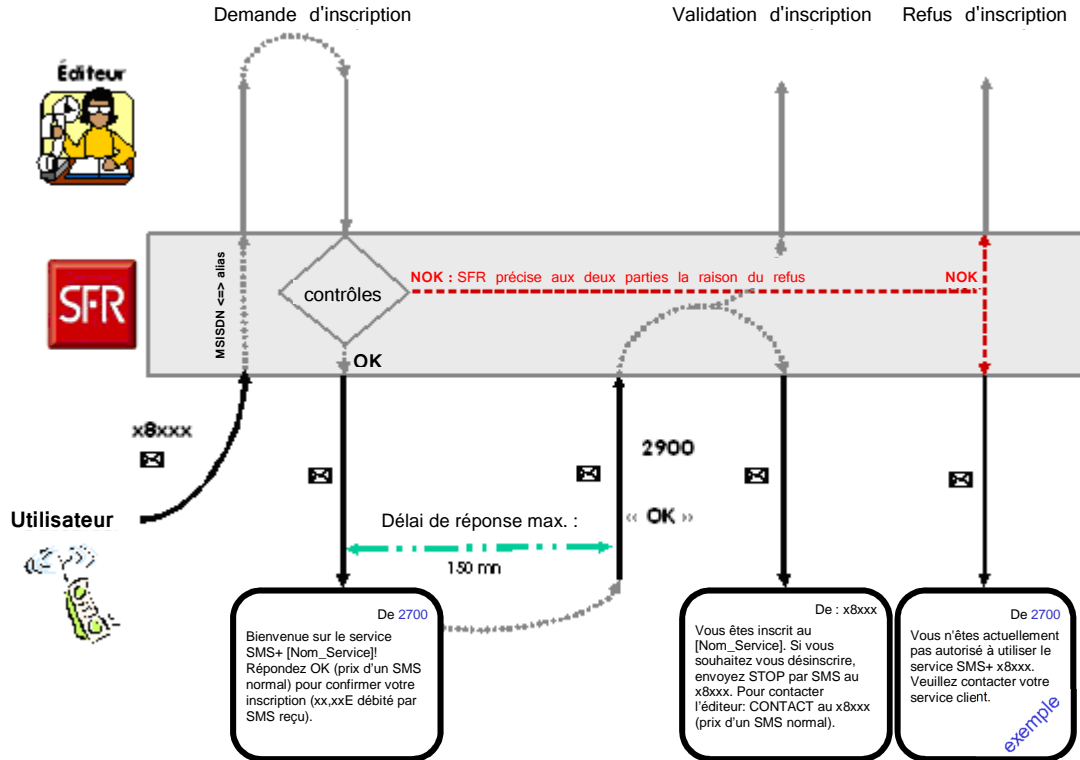 Demande d'inscription
Validation d'inscription
Refus d'inscription
Éditeur
SFR
MSISDN <=> alias
contrôles
NOK : SFR précise aux deux parties la raison du refus
NOK
OK
x8xxx
2900
Utilisateur
Délai de réponse max. :
« OK »
150 mn
De 2700
Bienvenue sur le service
SMS+ [Nom_Service]!
Répondez OK (prix d'un SMS
normal) pour confirmer votre
inscription (xx,xxE débité par
SMS reçu).
De : x8xxx
Vous êtes inscrit au
[Nom_Service]. Si vous
souhaitez vous désinscrire,
envoyez STOP par SMS au
x8xxx. Pour contacter
l'éditeur: CONTACT au x8xxx
(prix d'un SMS normal).
De 2700
Vous n'êtes actuellement
pas autorisé à utiliser le
service SMS+ x8xxx.
Veuillez contacter votre
service client.
exemple